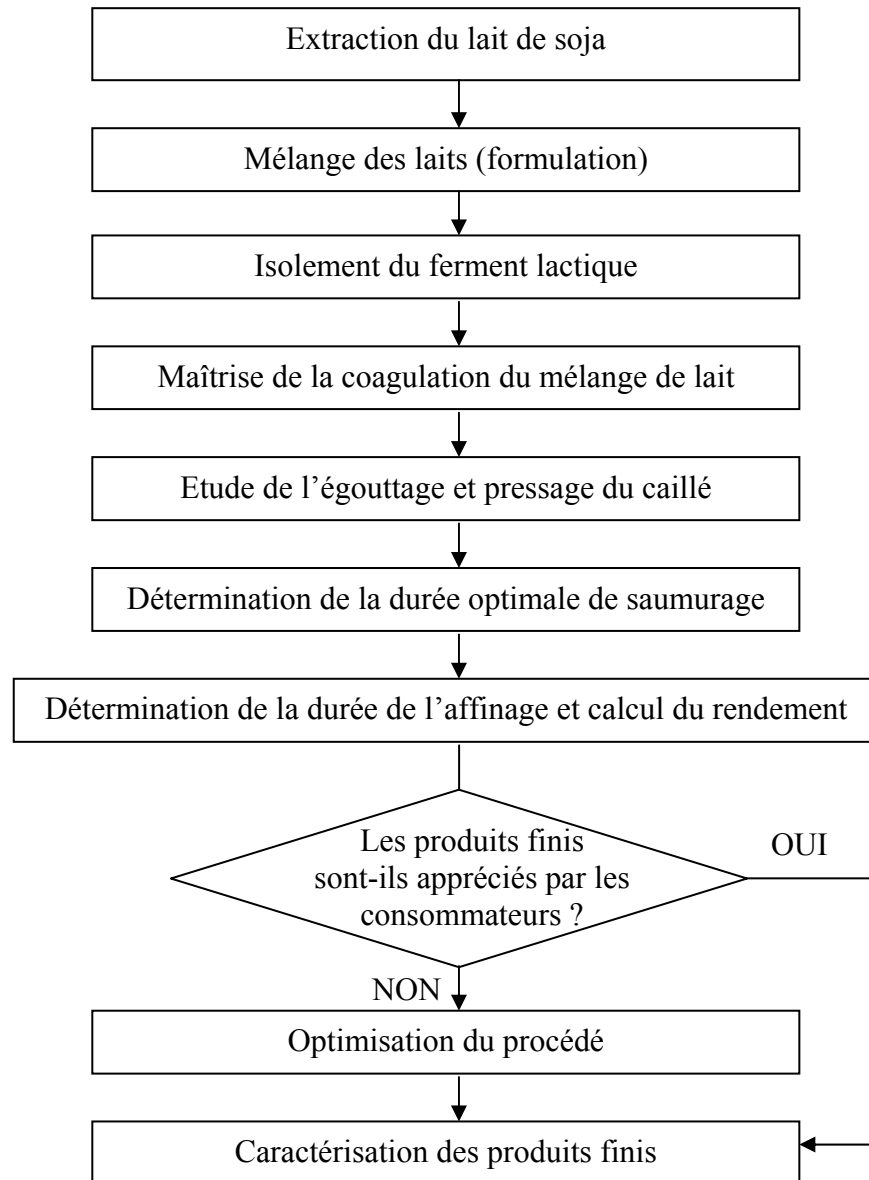 Extraction du lait de soja
Mélange des laits (formulation)
Isolement du ferment lactique
Maîtrise de la coagulation du mélange de lait
Etude de l’égouttage et pressage du caillé
Détermination de la durée optimale de saumurage
Détermination de la durée de l’affinage et calcul du rendement
Les produits finis
sont-ils appréciés par les
consommateurs ?
OUI
NON
Optimisation du procédé
Caractérisation des produits finis